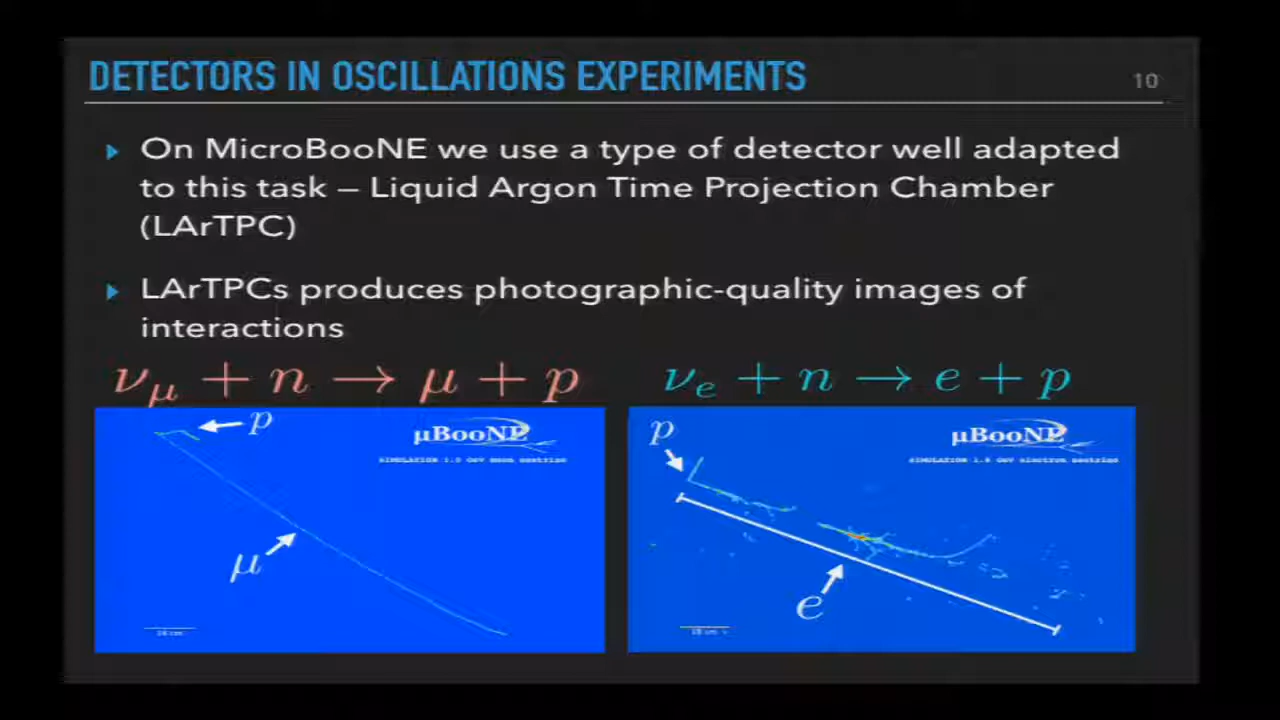 DETECTORS IN OSCILLATIONS EXPERIMENTS
10
On MicroBooNE we use a type of detector well adapted
to this task – Liquid Argon Time Projection Chamber
(LArTPC)
LArTPCs produces photographic-quality images of
interactions
ν_μ + n → μ + p
ν_e + n → e + p
p
μBooNE
μ
p
μBooNE
e